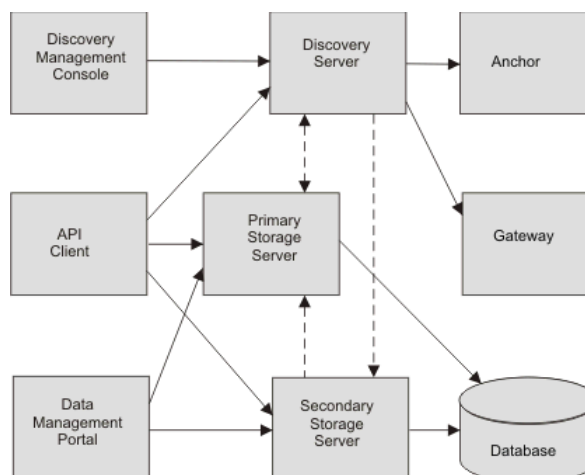 Discovery
Management
Console
Discovery
Server
Anchor
API
Client
Primary
Storage
Server
Gateway
Data
Management
Portal
Secondary
Storage
Server
Database